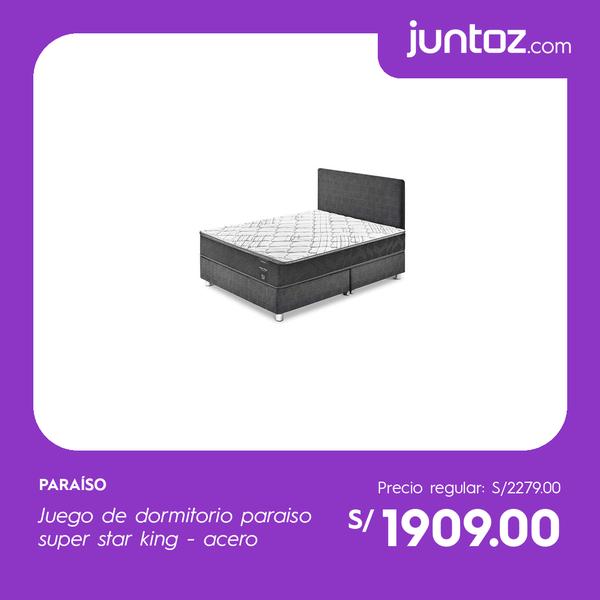 juntoz.com
PARAÍSO
Juego de dormitorio paraiso
super star king - acero
Precio regular: S/2279.00
S/ 1909.00